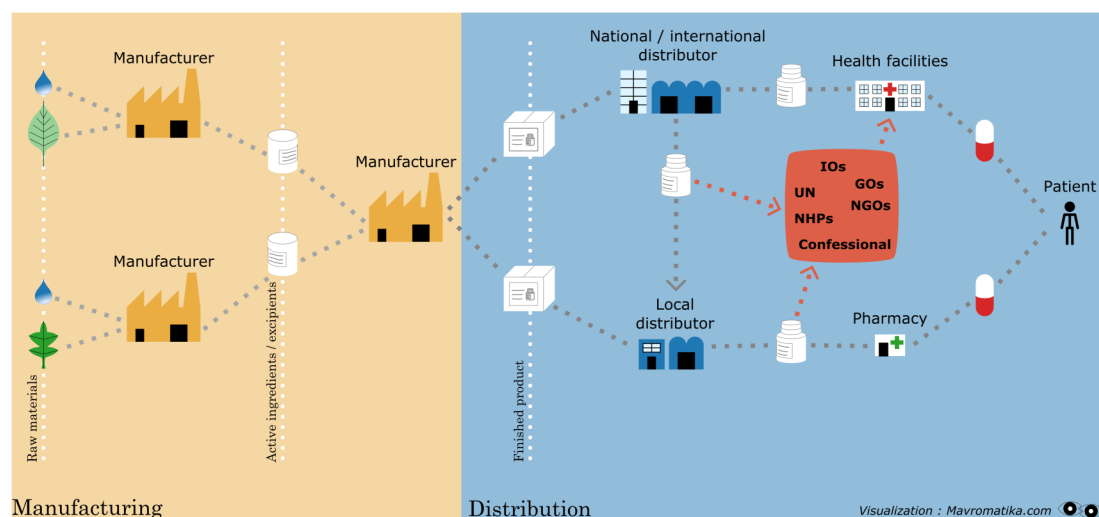 Manufacturer
Manufacturer
Manufacturer
Raw materials
Active ingredients / excipients
Manufacturing
National / international
distributor
Health facilities
IOs
GOs
UN
NGOs
NHPs
Confessional
Patient
Local
distributor
Pharmacy
Finished product
Distribution
Visualization : Mavromatika.com